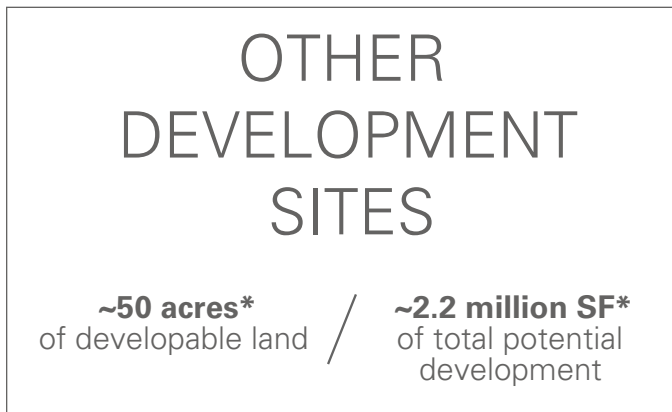 OTHER
DEVELOPMENT
SITES
~50 acres*
of developable land
/
~2.2 million SF*
of total potential
development